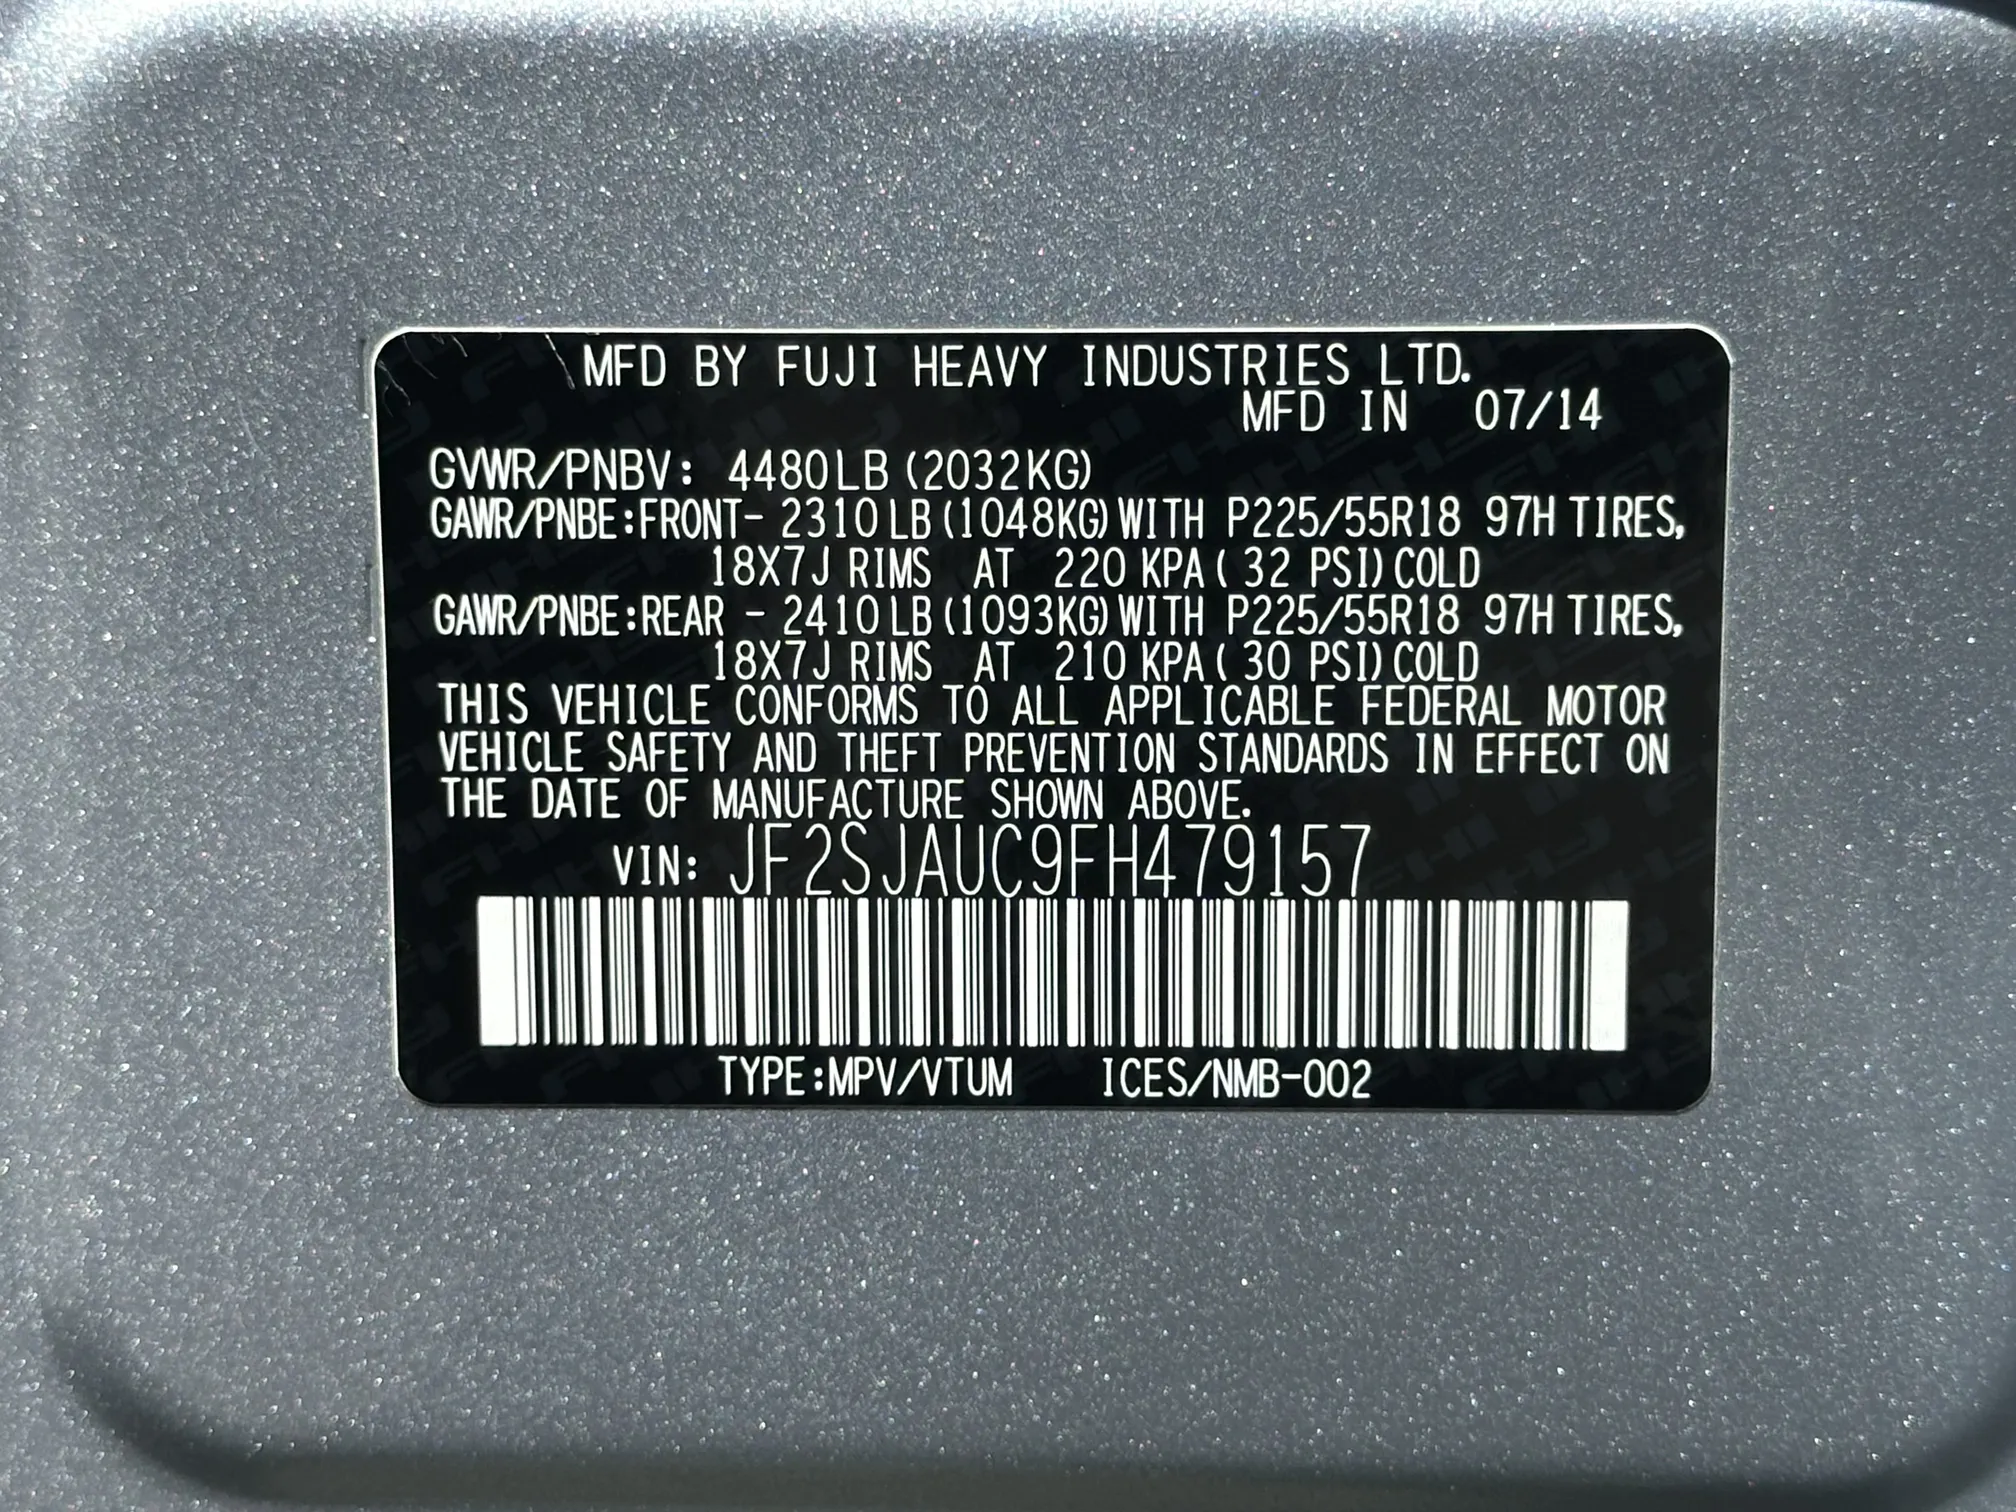 MFD BY FUJI HEAVY INDUSTRIES LTD.
MFD IN 07/14
GVWR/PNBV: 4480LB (2032KG)
GAWR/PNBE:FRONT- 2310LB (1048KG) WITH P225/55R18 97H TIRES,
18X7J RIMS AT 220 KPA ( 32 PSI) COLD
GAWR/PNBE:REAR - 2410LB (1093KG) WITH P225/55R18 97H TIRES,
18X7J RIMS AT 210 KPA ( 30 PSI) COLD
THIS VEHICLE CONFORMS TO ALL APPLICABLE FEDERAL MOTOR
VEHICLE SAFETY AND THEFT PREVENTION STANDARDS IN EFFECT ON
THE DATE OF MANUFACTURE SHOWN ABOVE.
VIN: JF2SJAUC9FH479157
TYPE:MPV/VTUM ICES/NMB-002